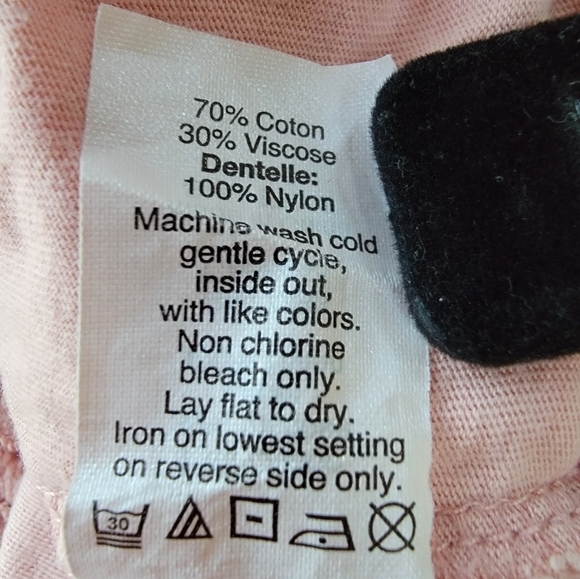 70% Coton
30% Viscose
Dentelle:
100% Nylon
Machine wash cold
gentle cycle,
inside out,
with like colors.
Non chlorine
bleach only.
Lay flat to dry.
Iron on lowest setting
on reverse side only.
30